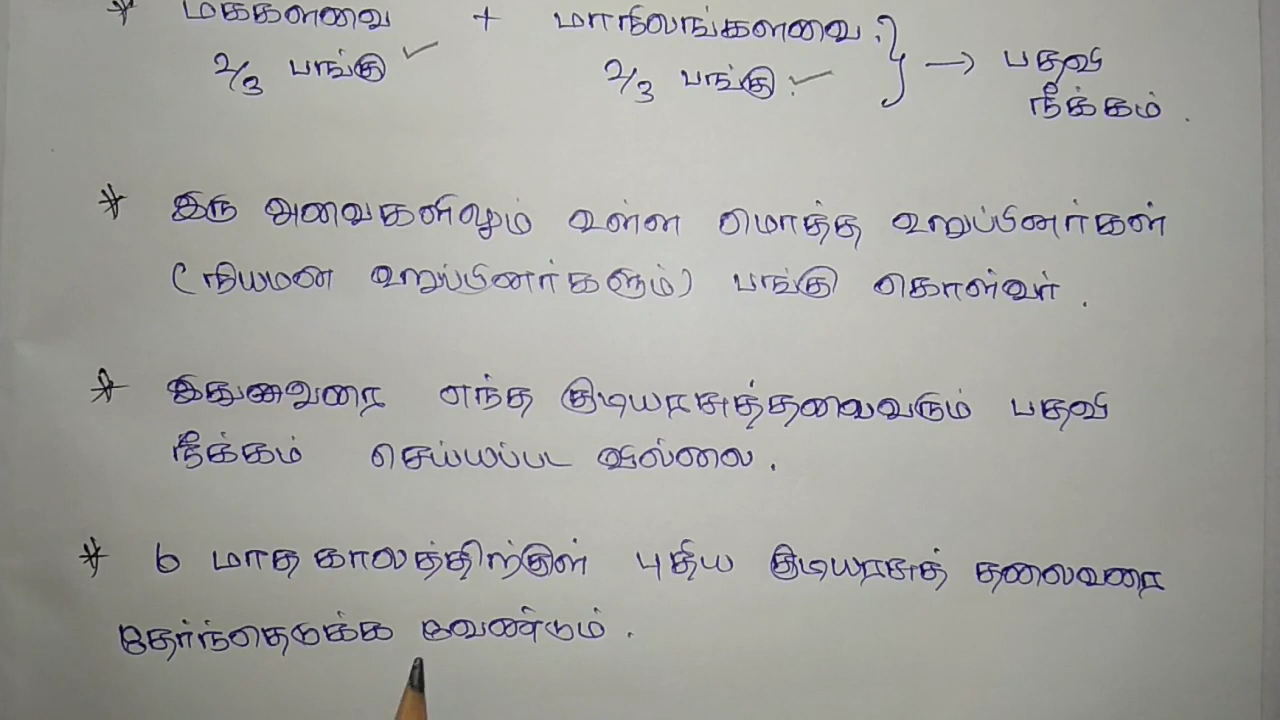 * மக்களவை + மாநிலங்களவை . } → பதவி
2/3 பங்கு ✓ 2/3 பங்கு . ✓ நீக்கம் .
* இரு அவைகளிலும் உள்ள மொத்த உறுப்பினர்கள்
(நியமன உறுப்பினர்களும்) பங்கு கொள்வர் .
* இதுவரை எந்த குடியரசுத்தலைவரும் பதவி
நீக்கம் செய்யப்பட இல்லை .
* 6 மாத காலத்திற்குள் புதிய குடியரசுத் தலைவரை
தேர்ந்தெடுக்க வேண்டும் .